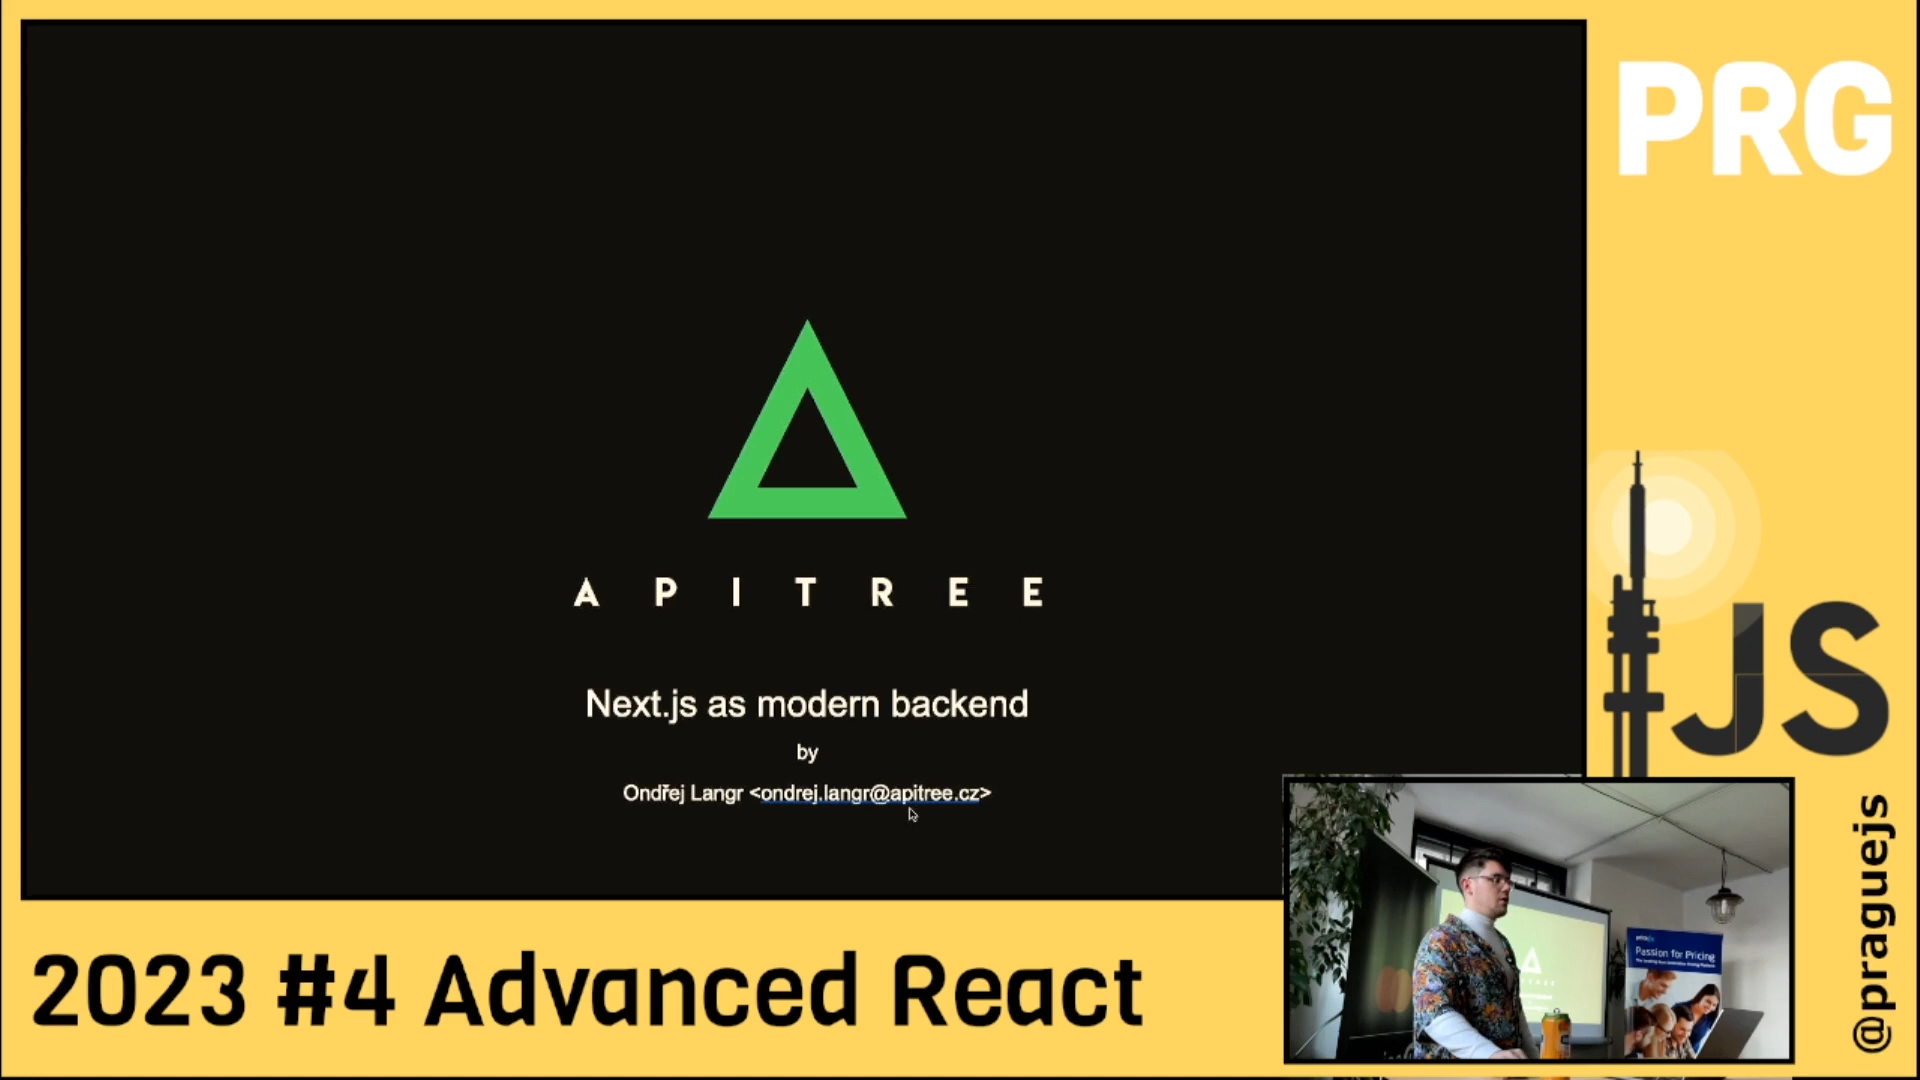 A P I T R E E
Next.js as modern backend
by
Ondřej Langr <ondrej.langr@apitree.cz>
PRG
JS
@praguejs
Passion for Pricing
2023 #4 Advanced React